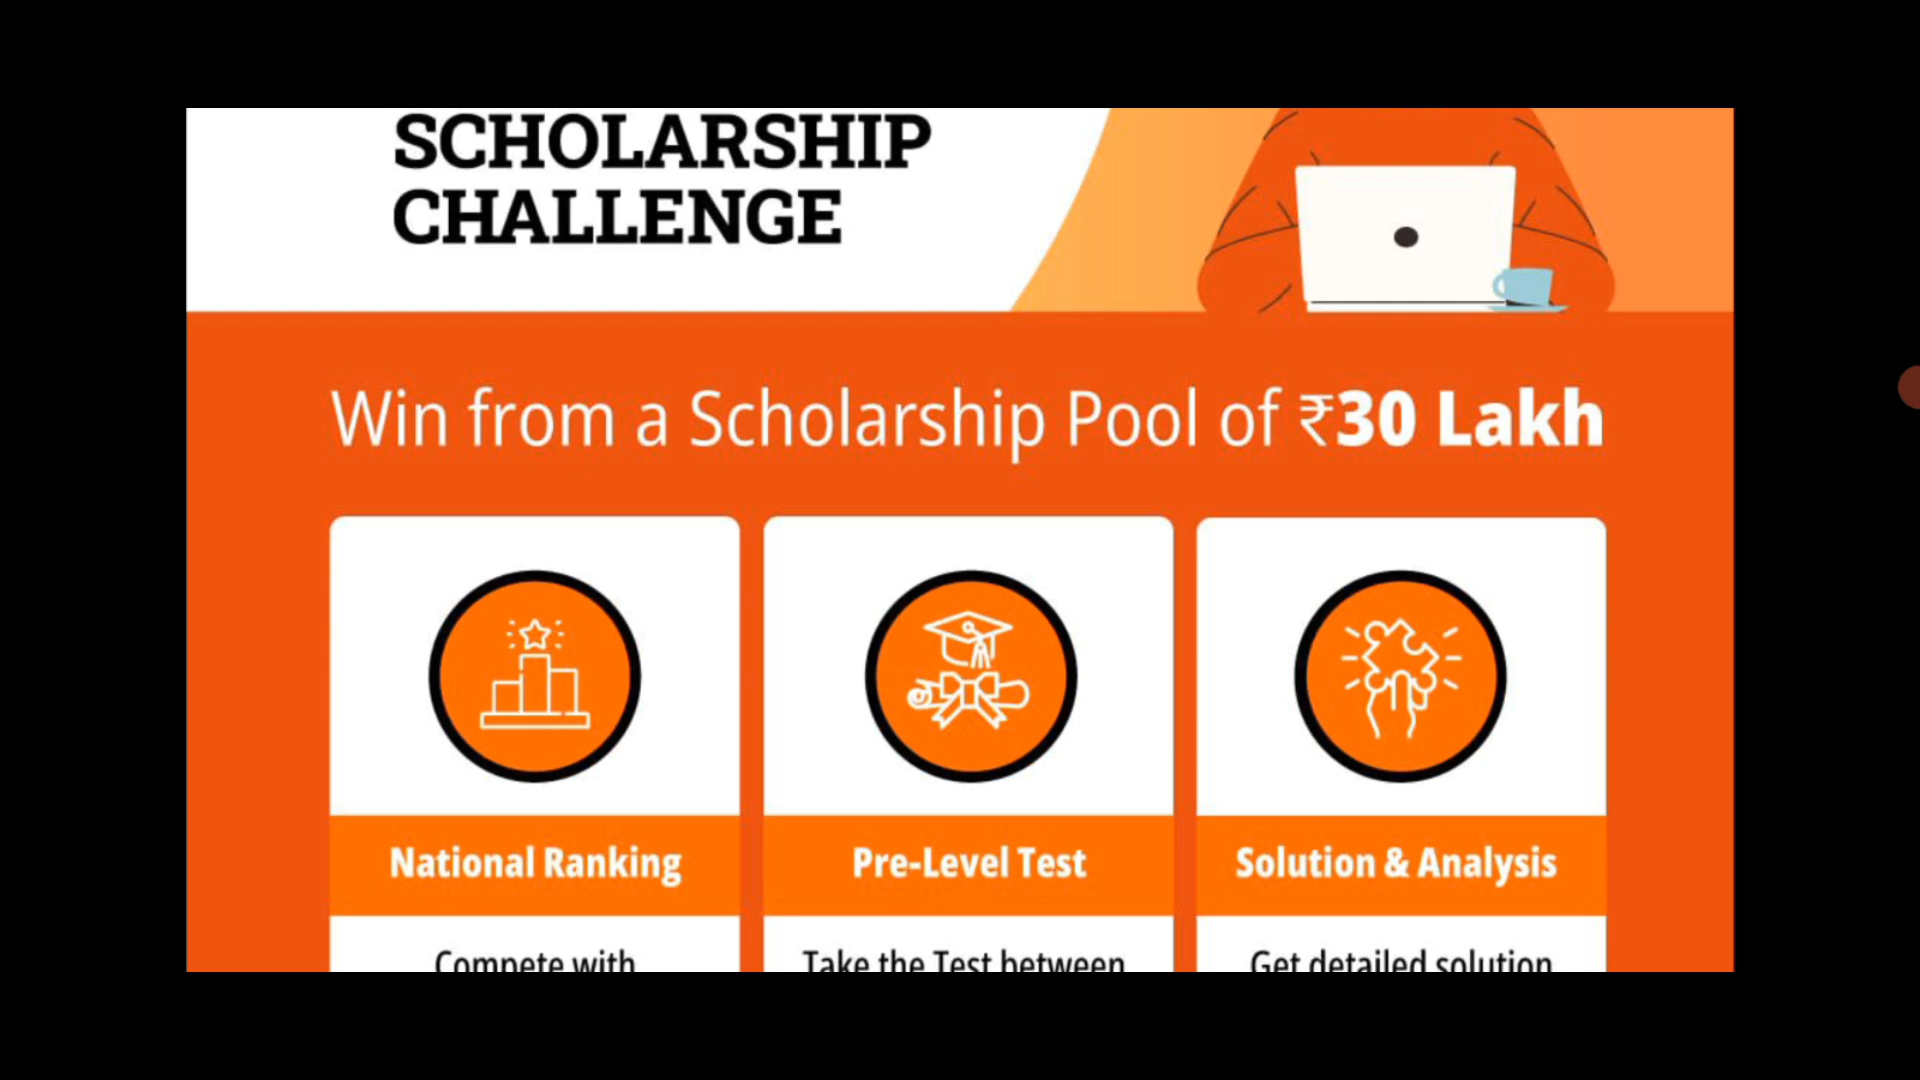 SCHOLARSHIP
CHALLENGE
Win from a Scholarship Pool of ₹30 Lakh
National Ranking
Pre-Level Test
Solution & Analysis
Compete with
Take the Test between
Get detailed solution